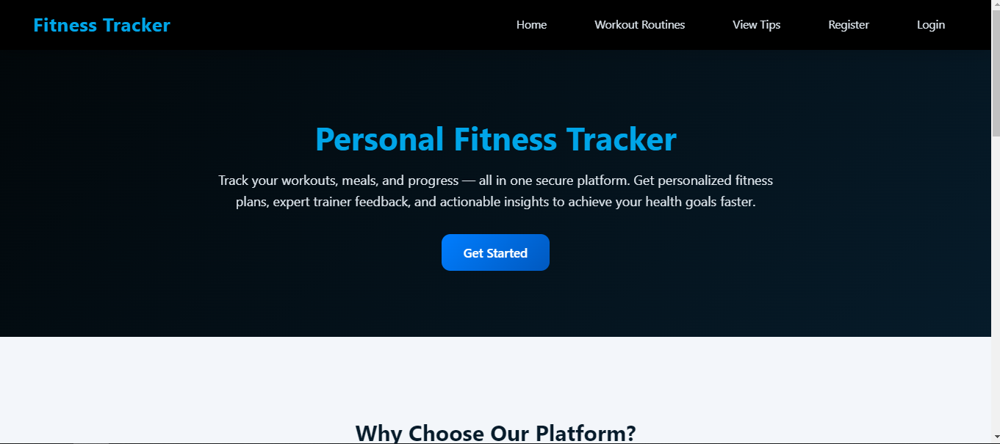 Fitness Tracker
Home
Workout Routines
View Tips
Register
Login
Personal Fitness Tracker
Track your workouts, meals, and progress — all in one secure platform. Get personalized fitness
plans, expert trainer feedback, and actionable insights to achieve your health goals faster.
Get Started
Why Choose Our Platform?